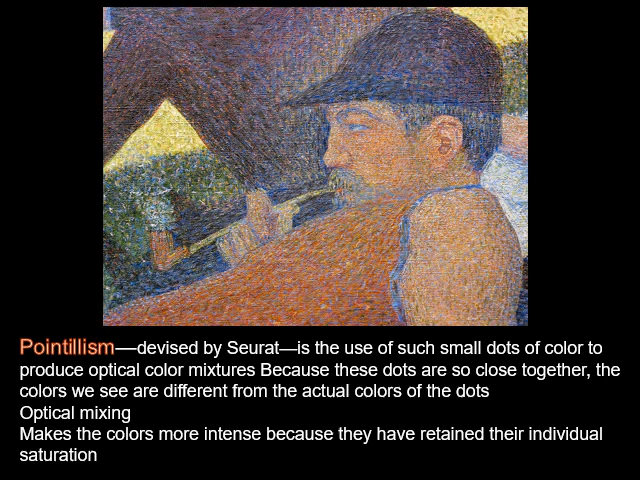 Pointillism—devised by Seurat—is the use of such small dots of color to
produce optical color mixtures Because these dots are so close together, the
colors we see are different from the actual colors of the dots
Optical mixing
Makes the colors more intense because they have retained their individual
saturation